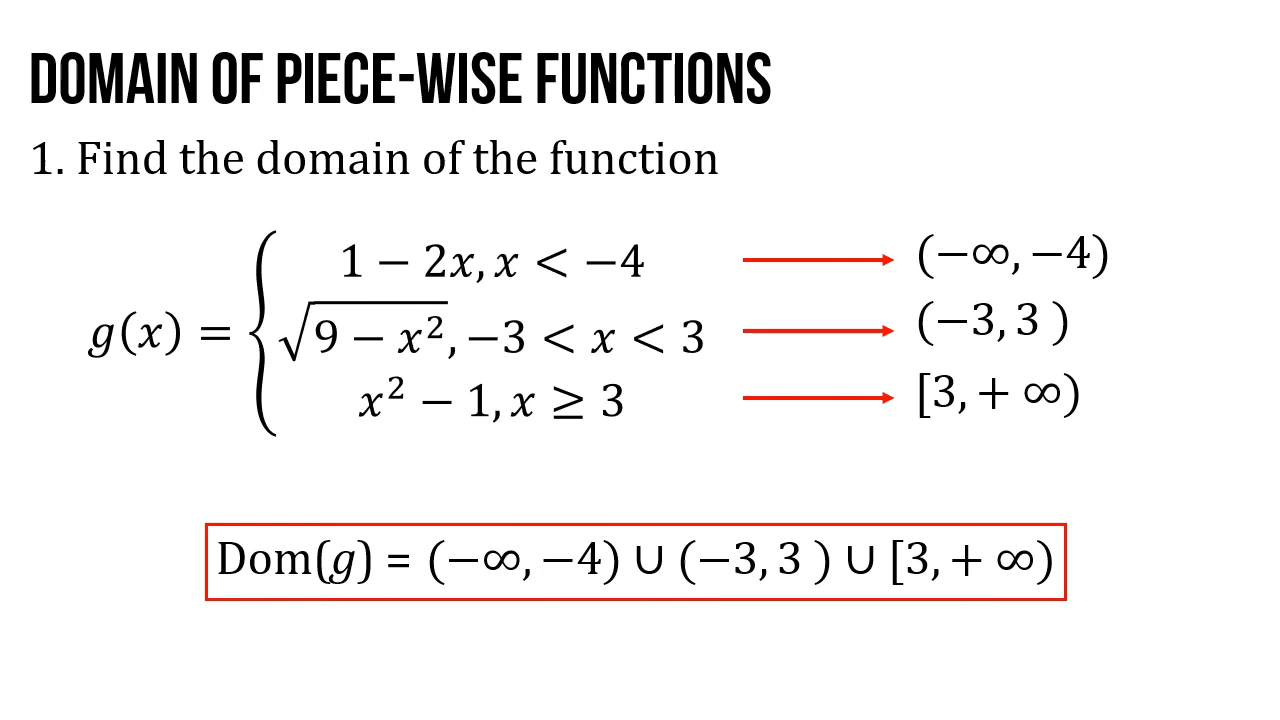 DOMAIN OF PIECE-WISE FUNCTIONS
1. Find the domain of the function
1 − 2x, x < −4 (−∞, −4)
g(x) = { √(9 − x²), −3 < x < 3 (−3, 3 )
x² − 1, x ≥ 3 [3, + ∞)
Dom(g) = (−∞, −4) ∪ (−3, 3 ) ∪ [3, + ∞)